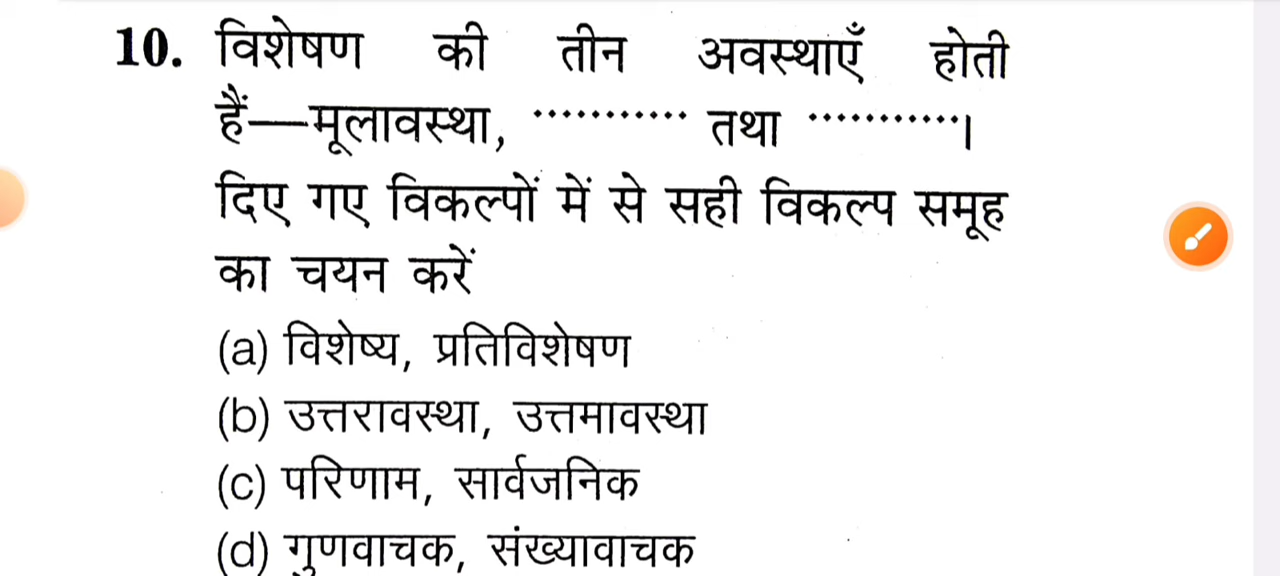 10. विशेषण की तीन अवस्थाएँ होती
हैं—मूलावस्था, ............ तथा ............।
दिए गए विकल्पों में से सही विकल्प समूह
का चयन करें
(a) विशेष्य, प्रतिविशेषण
(b) उत्तरावस्था, उत्तमावस्था
(c) परिणाम, सार्वजनिक
(d) गुणवाचक, संख्यावाचक